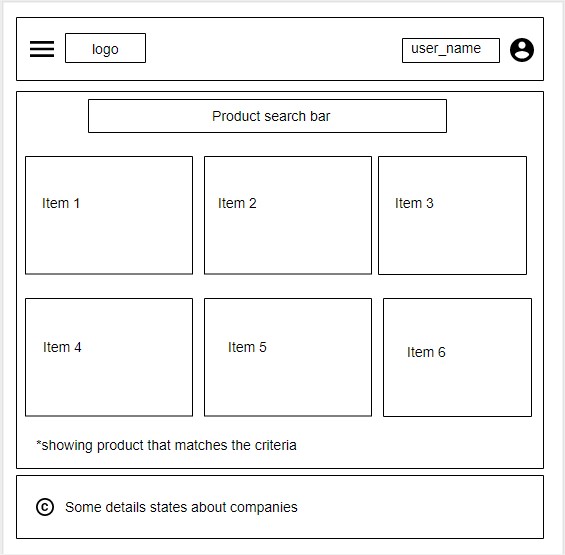 logo
user_name
Product search bar
Item 1
Item 2
Item 3
Item 4
Item 5
Item 6
*showing product that matches the criteria
© Some details states about companies